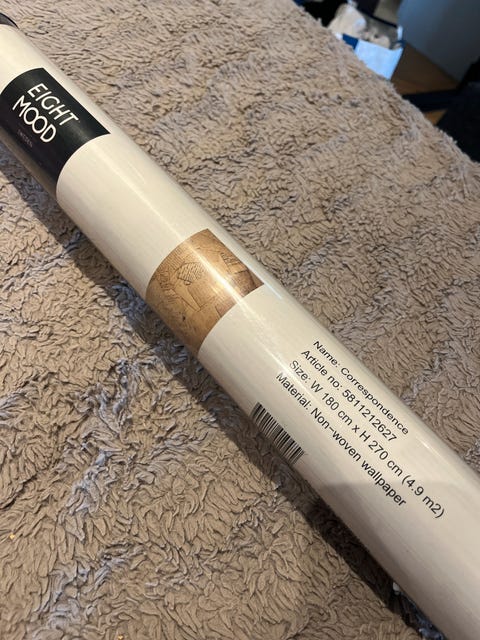 EIGHT
MOOD
SWEDEN
Name: Correspondence
Article no: 5811212627
Size: W 180 cm x H 270 cm (4.9 m2)
Material: Non-woven wallpaper